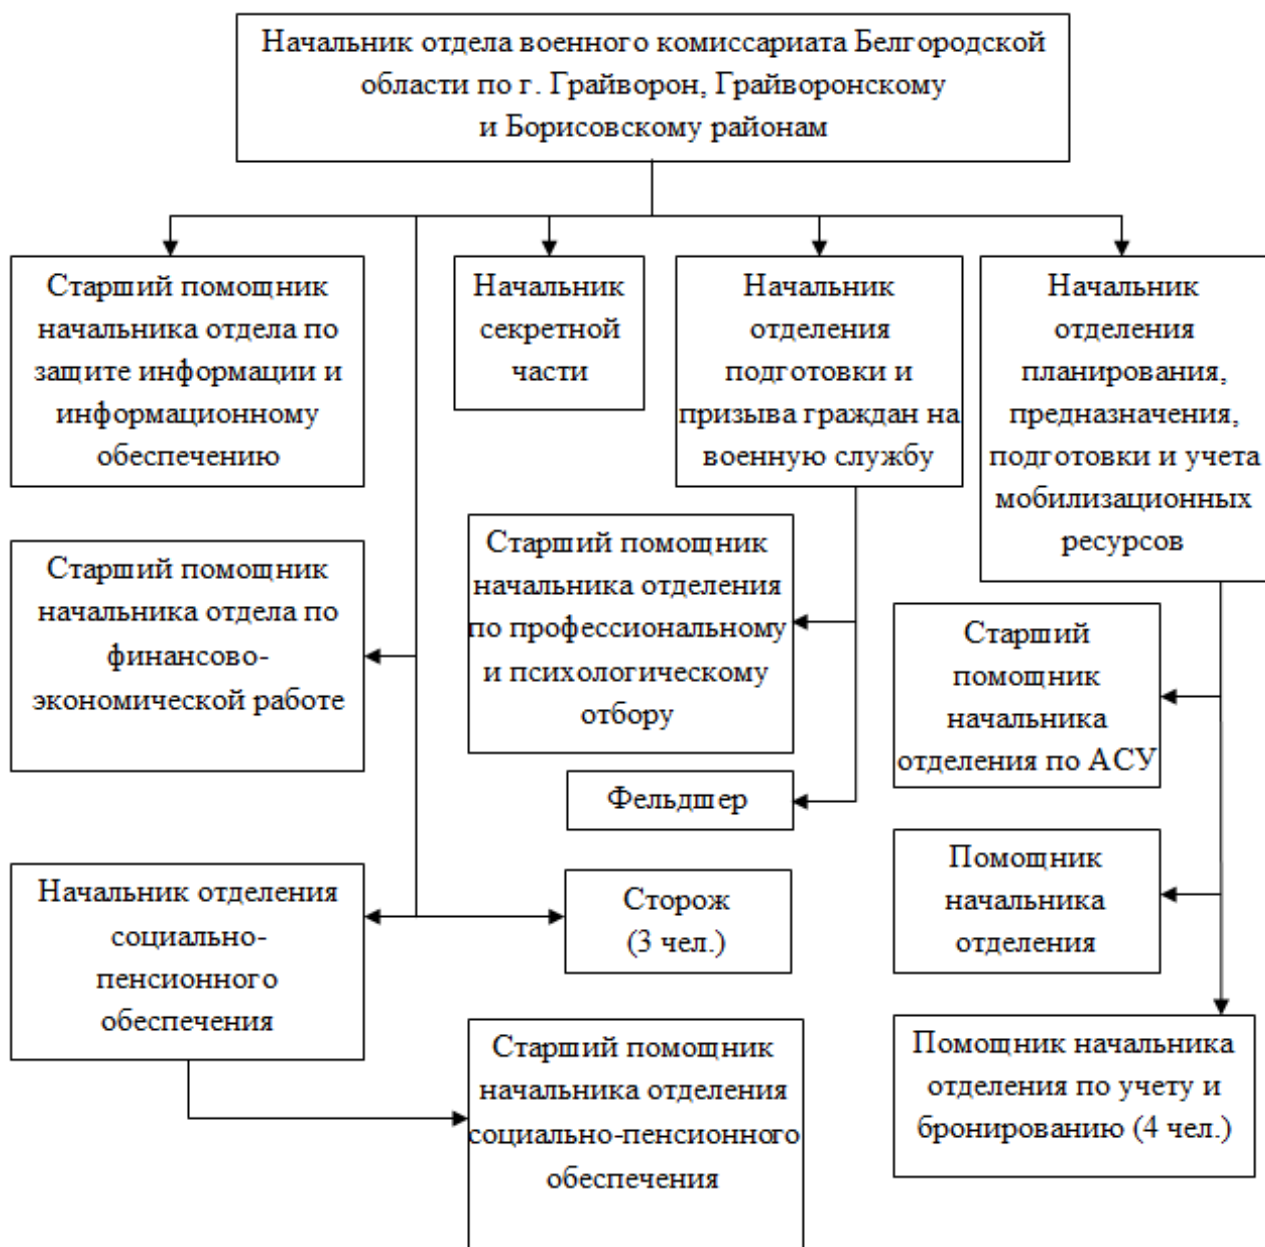 Начальник отдела военного комиссариата Белгородской
области по г. Грайворон, Грайворонскому
и Борисовскому районам
Старший помощник
начальника отдела по
защите информации и
информационному
обеспечению
Начальник
секретной
части
Начальник
отделения
подготовки и
призыва граждан на
военную службу
Начальник
отделения
планирования,
предназначения,
подготовки и учета
мобилизационных
ресурсов
Старший помощник
начальника отдела по
финансово-
экономической работе
Старший помощник
начальника отделения
по профессиональному
и психологическому
отбору
Старший
помощник
начальника
отделения по АСУ
Фельдшер
Помощник
начальника
отделения
Начальник отделения
социально-
пенсионного
обеспечения
Сторож
(3 чел.)
Старший помощник
начальника отделения
социально-пенсионного
обеспечения
Помощник начальника
отделения по учету и
бронированию (4 чел.)